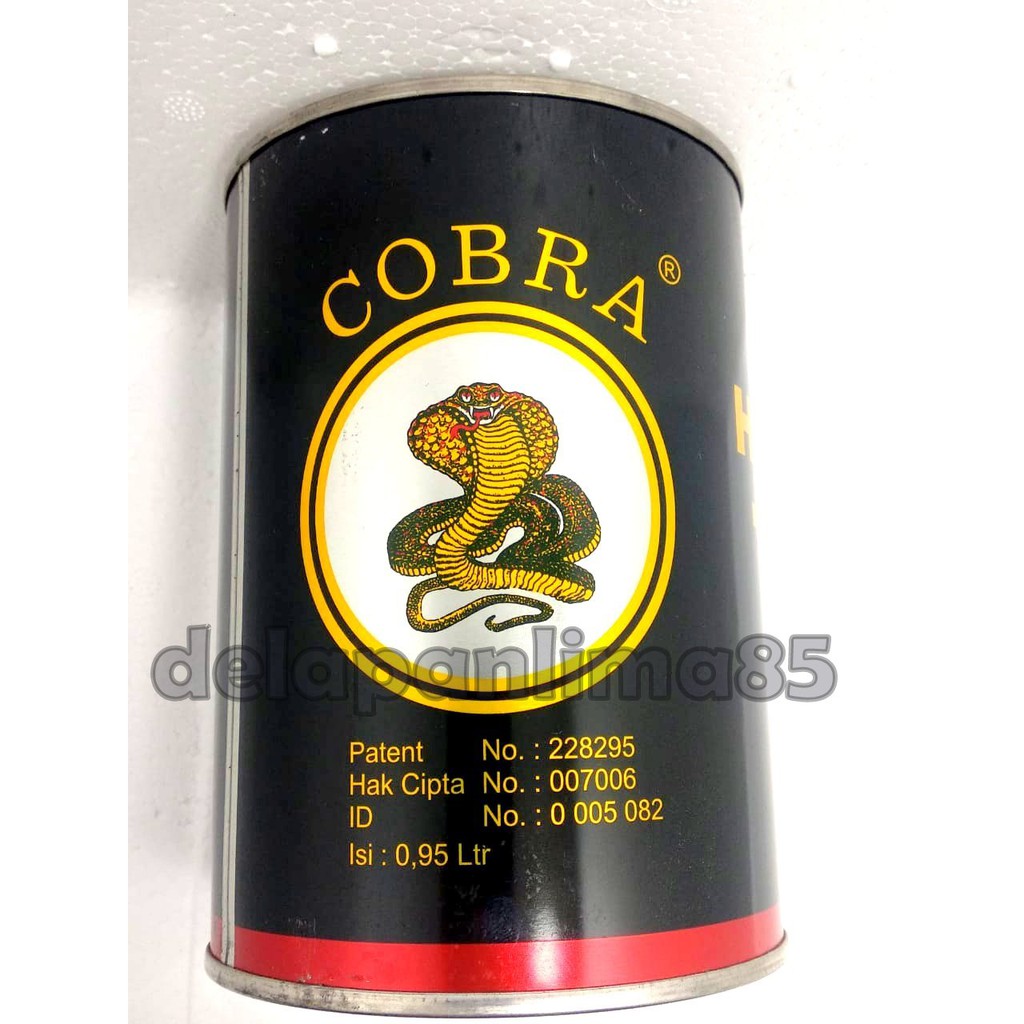 COBRA®
delapanlima85
Patent No. : 228295
Hak Cipta No. : 007006
ID No. : 0 005 082
Isi : 0,95 Ltr